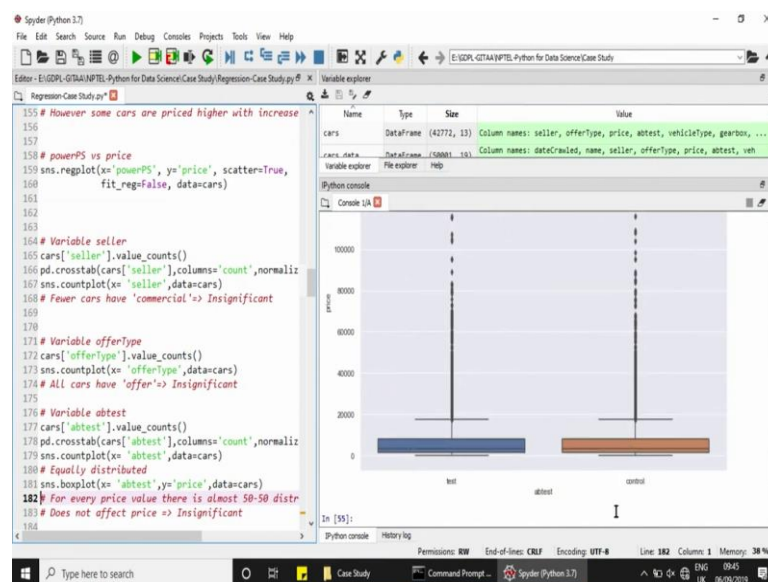 Spyder (Python 3.7)
File Edit Search Source Run Debug Consoles Projects Tools View Help
E:\GDPL-GITAA\NPTEL-Python for Data Science\Case Study
Editor - E:\GDPL-GITAA\NPTEL-Python for Data Science\Case Study\Regression-Case Study.py
Regression-Case Study.py*
155 # However some cars are priced higher with increase
156
157
158 # powerPS vs price
159 sns.regplot(x='powerPS', y='price', scatter=True,
160 fit_reg=False, data=cars)
161
162
163
164 # Variable seller
165 cars['seller'].value_counts()
166 pd.crosstab(cars['seller'],columns='count',normaliz
167 sns.countplot(x= 'seller',data=cars)
168 # Fewer cars have 'commercial'=> Insignificant
169
170
171 # Variable offerType
172 cars['offerType'].value_counts()
173 sns.countplot(x= 'offerType',data=cars)
174 # All cars have 'offer'=> Insignificant
175
176 # Variable abtest
177 cars['abtest'].value_counts()
178 pd.crosstab(cars['abtest'],columns='count',normaliz
179 sns.countplot(x= 'abtest',data=cars)
180 # Equally distributed
181 sns.boxplot(x= 'abtest',y='price',data=cars)
182 # For every price value there is almost 50-50 distr
183 # Does not affect price => Insignificant
184
Variable explorer
Name Type Size Value
cars DataFrame (42772, 13) Column names: seller, offerType, price, abtest, vehicleType, gearbox, ...
cars_data DataFrame (50001, 19) Column names: dateCrawled, name, seller, offerType, price, abtest, veh
Variable explorer File explorer Help
IPython console
Console 1/A
100000
80000
60000
40000
20000
0
price
test control
abtest
In [55]:
IPython console History log
Permissions: RW End-of-lines: CRLF Encoding: UTF-8 Line: 182 Column: 1 Memory: 38 %
Type here to search
Case Study
Command Prompt ...
Spyder (Python 3.7)
ENG
UK
09:45
06/09/2019